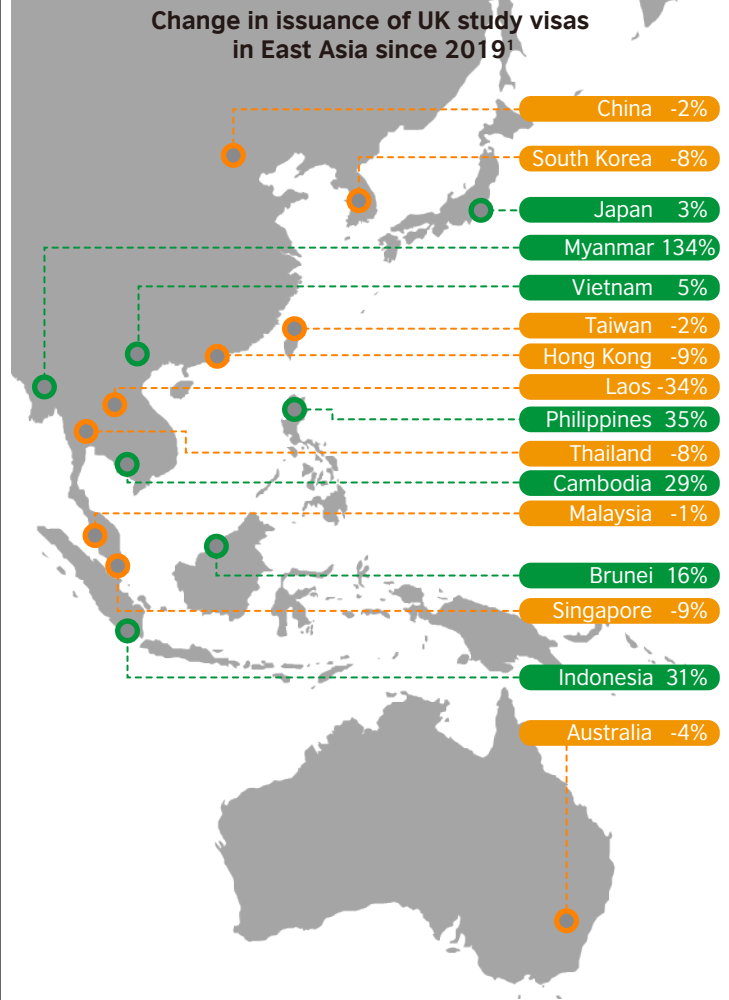 Change in issuance of UK study visas
in East Asia since 2019¹
China -2%
South Korea -8%
Japan 3%
Myanmar 134%
Vietnam 5%
Taiwan -2%
Hong Kong -9%
Laos -34%
Philippines 35%
Thailand -8%
Cambodia 29%
Malaysia -1%
Brunei 16%
Singapore -9%
Indonesia 31%
Australia -4%